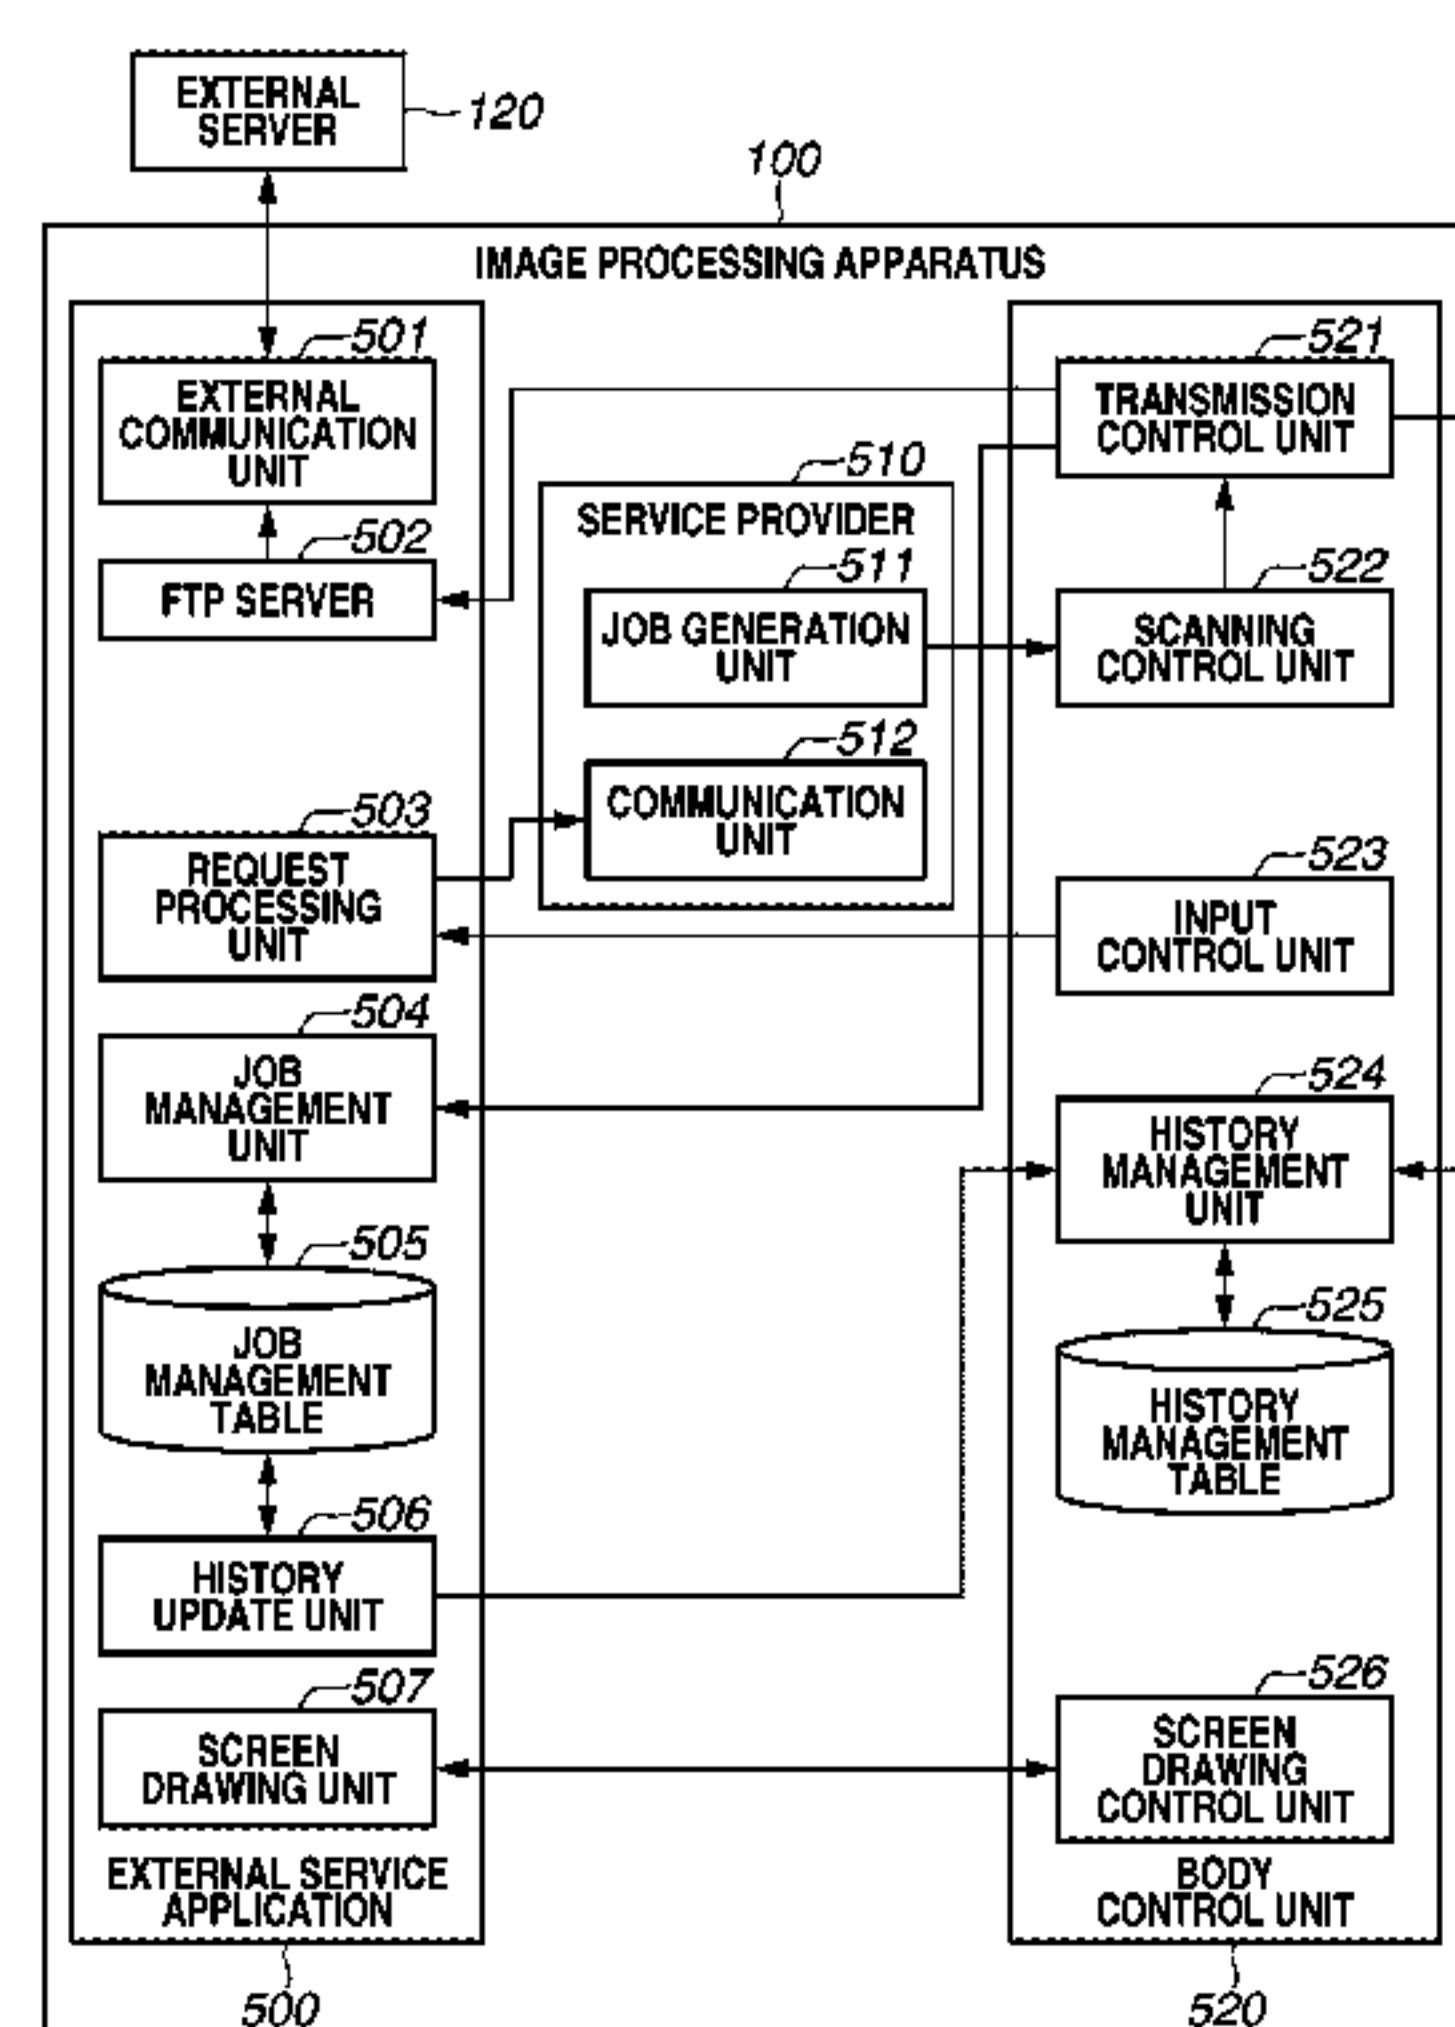 EXTERNAL
SERVER
120
100
IMAGE PROCESSING APPARATUS
501
EXTERNAL
COMMUNICATION
UNIT
502
FTP SERVER
503
REQUEST
PROCESSING
UNIT
504
JOB
MANAGEMENT
UNIT
505
JOB
MANAGEMENT
TABLE
506
HISTORY
UPDATE UNIT
507
SCREEN
DRAWING UNIT
EXTERNAL SERVICE
APPLICATION
500
510
SERVICE PROVIDER
511
JOB GENERATION
UNIT
512
COMMUNICATION
UNIT
521
TRANSMISSION
CONTROL UNIT
522
SCANNING
CONTROL UNIT
523
INPUT
CONTROL UNIT
524
HISTORY
MANAGEMENT
UNIT
525
HISTORY
MANAGEMENT
TABLE
526
SCREEN
DRAWING
CONTROL UNIT
BODY
CONTROL UNIT
520